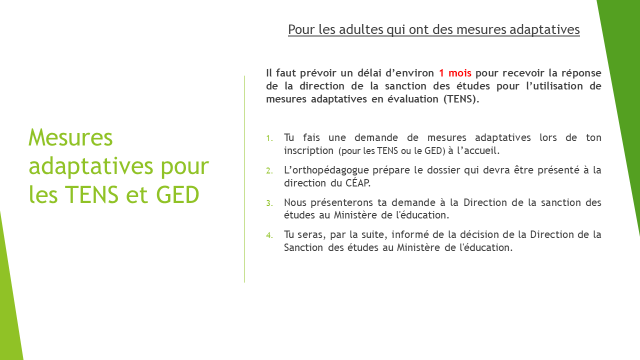 Pour les adultes qui ont des mesures adaptatives
Il faut prévoir un délai d'environ 1 mois pour recevoir la réponse
de la direction de la sanction des études pour l'utilisation de
mesures adaptatives en évaluation (TENS).
Mesures
adaptatives pour
les TENS et GED
1. Tu fais une demande de mesures adaptatives lors de ton
inscription (pour les TENS ou le GED) à l'accueil.
2. L'orthopédagogue prépare le dossier qui devra être présenté à la
direction du CÉAP.
3. Nous présenterons ta demande à la Direction de la sanction des
études au Ministère de l'éducation.
4. Tu seras, par la suite, informé de la décision de la Direction de la
Sanction des études au Ministère de l'éducation.